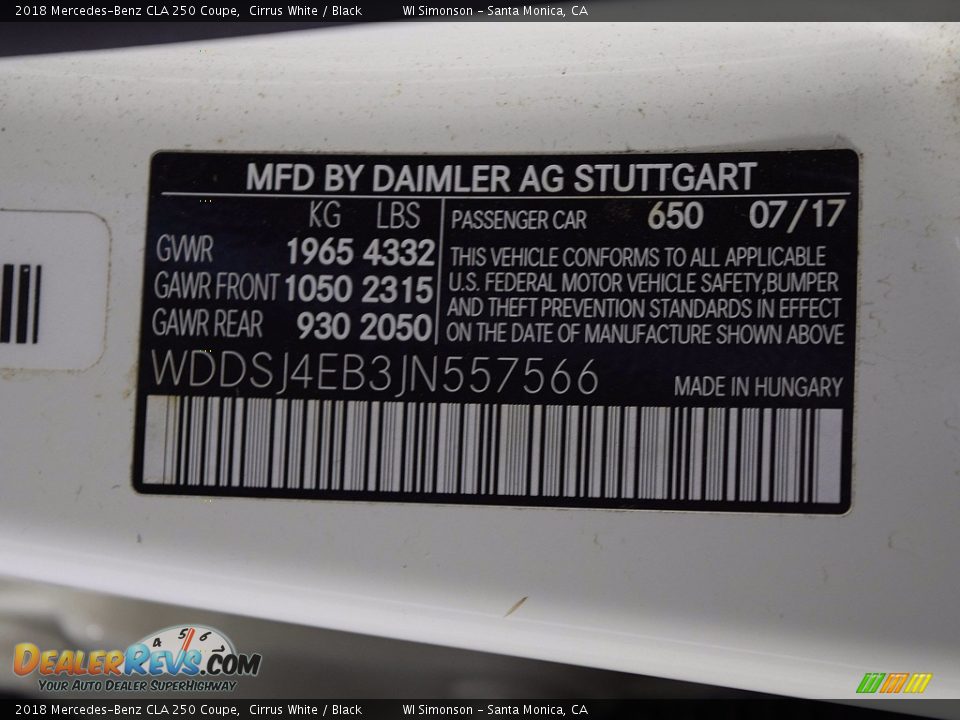 2018 Mercedes-Benz CLA 250 Coupe,  Cirrus White / Black          WI Simonson - Santa Monica, CA
MFD BY DAIMLER AG STUTTGART
KG LBS
GVWR 1965 4332
GAWR FRONT 1050 2315
GAWR REAR 930 2050
PASSENGER CAR 650 07/17
THIS VEHICLE CONFORMS TO ALL APPLICABLE
U.S. FEDERAL MOTOR VEHICLE SAFETY,BUMPER
AND THEFT PREVENTION STANDARDS IN EFFECT
ON THE DATE OF MANUFACTURE SHOWN ABOVE
WDDSJ4EB3JN557566
MADE IN HUNGARY
4 5 6 7
DEALERREVS.COM
YOUR AUTO DEALER SUPERHIGHWAY
2018 Mercedes-Benz CLA 250 Coupe,  Cirrus White / Black          WI Simonson - Santa Monica, CA